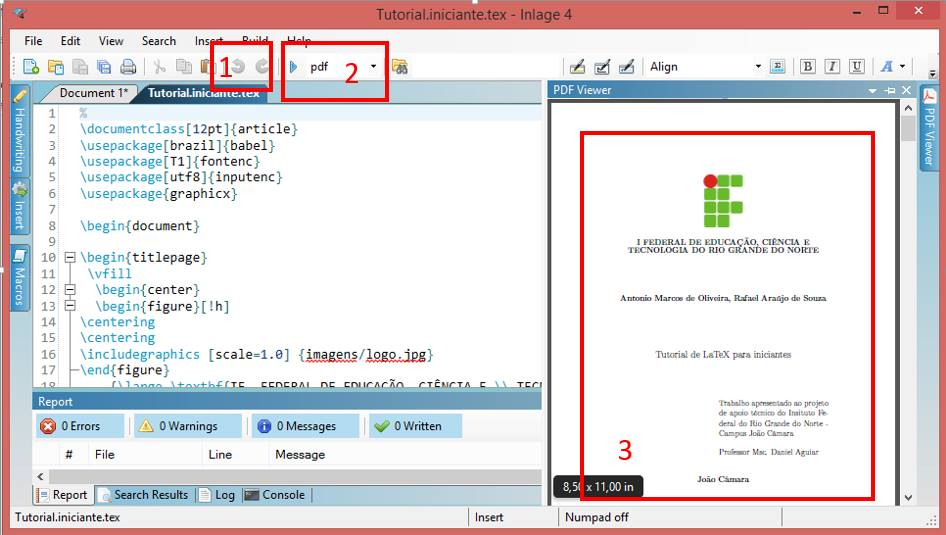 Tutorial.iniciante.tex - Inlage 4
File Edit View Search Insert Build Help
1 pdf 2 Align B I U A
Document 1* Tutorial.iniciante.tex
Handwriting
Insert
Macros
1 %
2 \documentclass[12pt]{article}
3 \usepackage[brazil]{babel}
4 \usepackage[T1]{fontenc}
5 \usepackage[utf8]{inputenc}
6 \usepackage{graphicx}
7
8 \begin{document}
9
10 \begin{titlepage}
11 \vfill
12 \begin{center}
13 \begin{figure}[!h]
14 \centering
15 \centering
16 \includegraphics [scale=1.0] {imagens/logo.jpg}
17 \end{figure}
18 {\large \textbf{IF FEDERAL DE EDUCAÇÃO, CIÊNCIA E \\ TECN
PDF Viewer
PDF Viewer
I FEDERAL DE EDUCAÇÃO, CIÊNCIA E
TECNOLOGIA DO RIO GRANDE DO NORTE
Antonio Marcos de Oliveira, Rafael Araújo de Souza
Tutorial de LaTeX para iniciantes
Trabalho apresentado ao projeto
de apoio técnico do Insituto Fe-
deral do Rio Grande do Norte -
Campus João Câmara
Professor Msc. Daniel Aguiar
3
João Câmara
8,50 x 11,00 in
Report
0 Errors 0 Warnings 0 Messages 0 Written
# File Line Message
Report Search Results Log Console
Tutorial.iniciante.tex Insert Numpad off